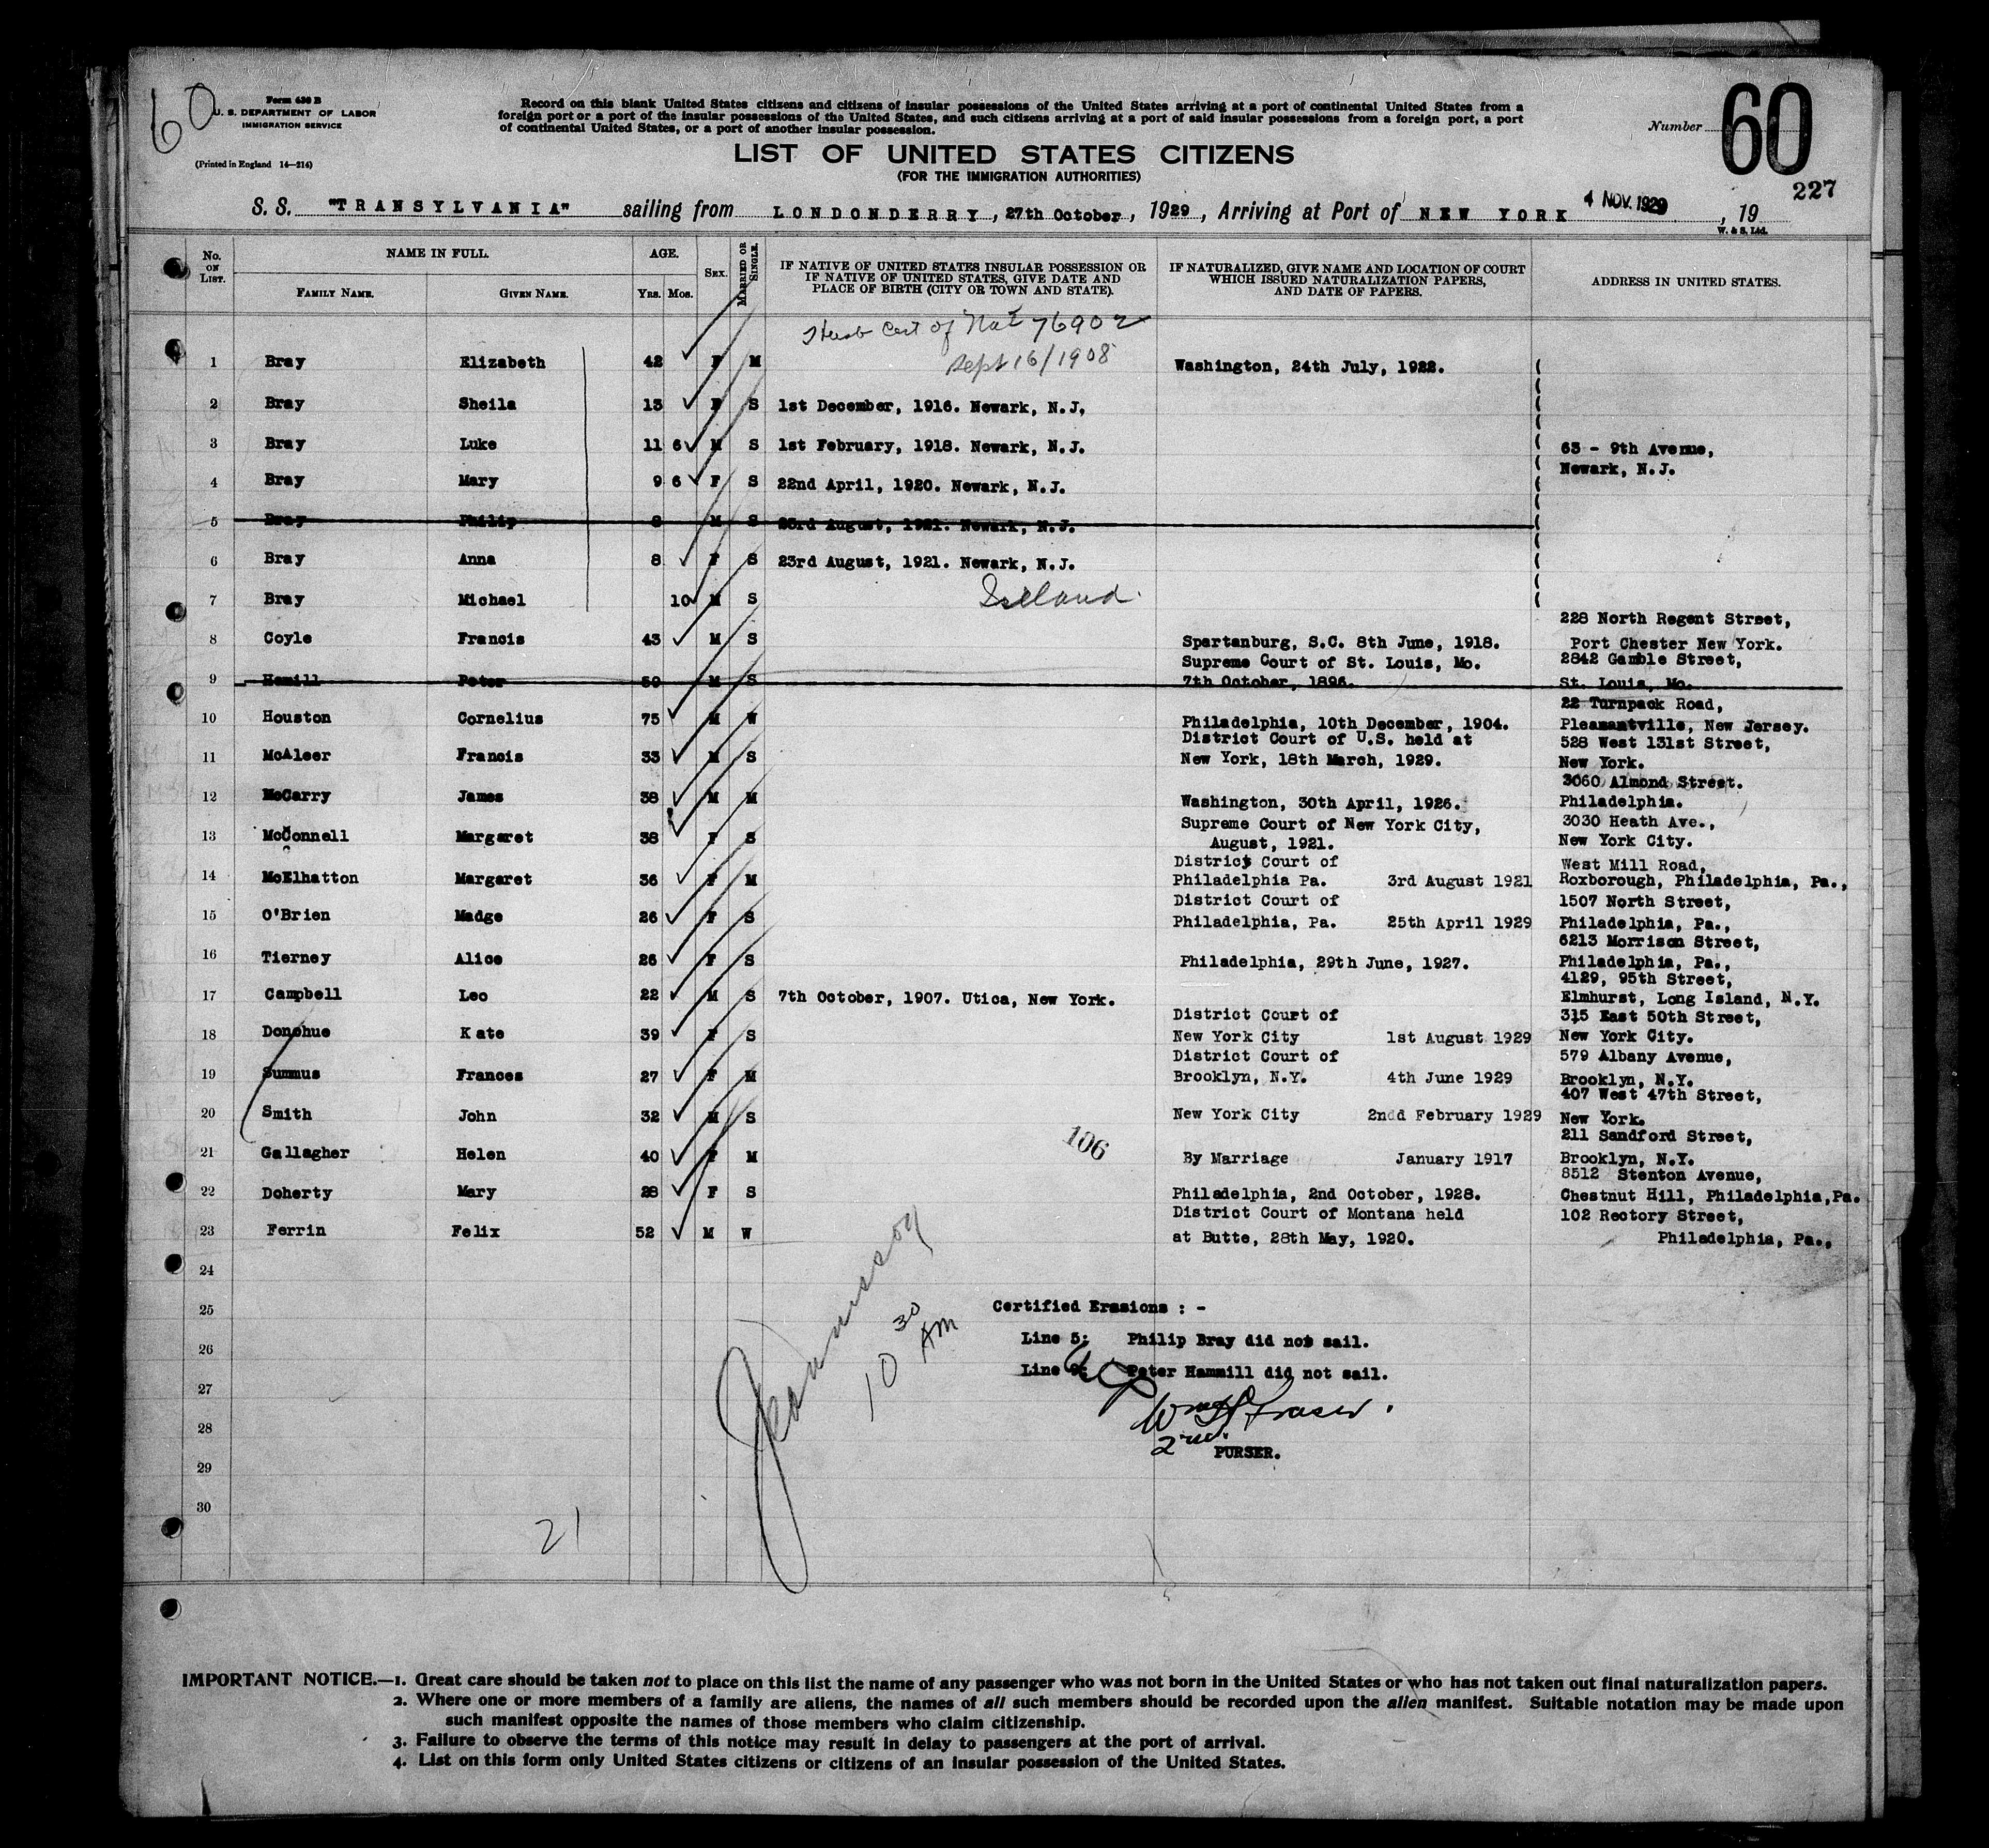 60
Form 630 B
U. S. DEPARTMENT OF LABOR
IMMIGRATION SERVICE
(Printed in England 14—214)
Record on this blank United States citizens and citizens of insular possessions of the United States arriving at a port of continental United States from a
foreign port or a port of the insular possessions of the United States, and such citizens arriving at a port of said insular possessions from a foreign port, a port
of continental United States, or a port of another insular possession.
Number 60
LIST OF UNITED STATES CITIZENS
(FOR THE IMMIGRATION AUTHORITIES)
227
S. S. "TRANSYLVANIA" sailing from LONDONDERRY, 27th October, 1929, Arriving at Port of NEW YORK 4 NOV. 1929, 19
W. & S. Ltd.
No. ON LIST. NAME IN FULL. AGE. SEX. MARRIED OR SINGLE. IF NATIVE OF UNITED STATES INSULAR POSSESSION OR IF NATIVE OF UNITED STATES, GIVE DATE AND PLACE OF BIRTH (CITY OR TOWN AND STATE). IF NATURALIZED, GIVE NAME AND LOCATION OF COURT WHICH ISSUED NATURALIZATION PAPERS, AND DATE OF PAPERS. ADDRESS IN UNITED STATES.
FAMILY NAME. GIVEN NAME. Yrs. Mos.
Husb Cert of Nat 76902
Sept 16/1908
1 Bray Elizabeth 42 F M Washington, 24th July, 1922.
2 Bray Sheila 13 F S 1st December, 1916. Newark, N.J.
3 Bray Luke 11 6 M S 1st February, 1918. Newark, N.J. 63 - 9th Avenue,
Newark, N.J.
4 Bray Mary 9 6 F S 22nd April, 1920. Newark, N.J.
5 Bray Philip 8 M S 23rd August, 1921. Newark, N.J.
6 Bray Anna 8 F S 23rd August, 1921. Newark, N.J.
7 Bray Michael 10 M S Ireland.
228 North Regent Street,
8 Coyle Francis 43 M S Spartanburg, S.C. 8th June, 1918. Port Chester New York.
Supreme Court of St. Louis, Mo. 2842 Gamble Street,
9 Hamill Peter 59 M S 7th October, 1896. St. Louis, Mo.
22 Turnpack Road,
10 Houston Cornelius 75 M W Philadelphia, 10th December, 1904. Pleasantville, New Jersey.
District Court of U.S. held at 528 West 131st Street,
11 McAleer Francis 33 M S New York, 18th March, 1929. New York.
3060 Almond Street.
12 McCarry James 38 M M Washington, 30th April, 1926. Philadelphia.
Supreme Court of New York City, 3030 Heath Ave.,
13 McConnell Margaret 38 F S August, 1921. New York City.
District Court of West Mill Road,
14 McElhatton Margaret 36 F M Philadelphia Pa. 3rd August 1921 Roxborough, Philadelphia, Pa.,
District Court of 1507 North Street,
15 O'Brien Madge 26 F S Philadelphia, Pa. 25th April 1929 Philadelphia, Pa.,
6213 Morrison Street,
16 Tierney Alice 26 F S Philadelphia, 29th June, 1927. Philadelphia, Pa.,
4129, 95th Street,
17 Campbell Leo 22 M S 7th October, 1907. Utica, New York. Elmhurst, Long Island, N.Y.
District Court of 315 East 50th Street,
18 Donohue Kate 39 F S New York City 1st August 1929 New York City.
District Court of 579 Albany Avenue,
19 Summus Frances 27 F M Brooklyn, N.Y. 4th June 1929 Brooklyn, N.Y.
407 West 47th Street,
20 Smith John 32 M S New York City 2ndd February 1929 New York.
106 211 Sandford Street,
21 Gallagher Helen 40 F M By Marriage January 1917 Brooklyn, N.Y.
8512 Stenton Avenue,
22 Doherty Mary 28 F S Philadelphia, 2nd October, 1928. Chestnut Hill, Philadelphia,Pa.
District Court of Montana held 102 Rectory Street,
23 Ferrin Felix 52 M W at Butte, 28th May, 1920. Philadelphia, Pa.,
24
25 Certified Erasions : -
10 30 AM
26 Line 5: Philip Bray did not sail.
27 Line 9: Peter Hammill did not sail.
28 Wm Fraser.
2nd.
29 PURSER.
30
21
IMPORTANT NOTICE.—1. Great care should be taken not to place on this list the name of any passenger who was not born in the United States or who has not taken out final naturalization papers.
2. Where one or more members of a family are aliens, the names of all such members should be recorded upon the alien manifest. Suitable notation may be made upon
such manifest opposite the names of those members who claim citizenship.
3. Failure to observe the terms of this notice may result in delay to passengers at the port of arrival.
4. List on this form only United States citizens or citizens of an insular possession of the United States.